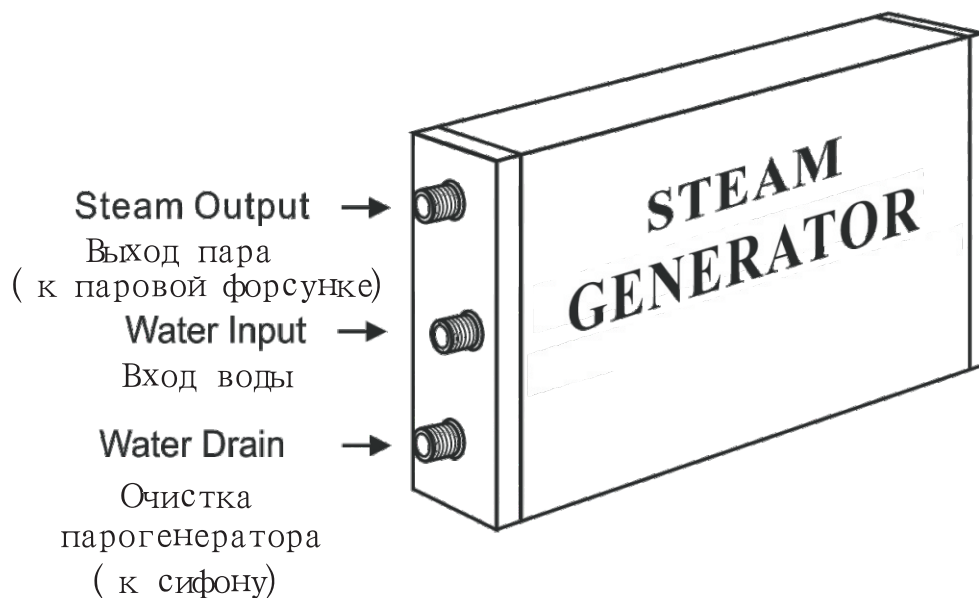 Steam Output
Выход пара
( к паровой форсунке)
Water Input
Вход воды
Water Drain
Очистка
парогенератора
( к сифону)
STEAM
GENERATOR